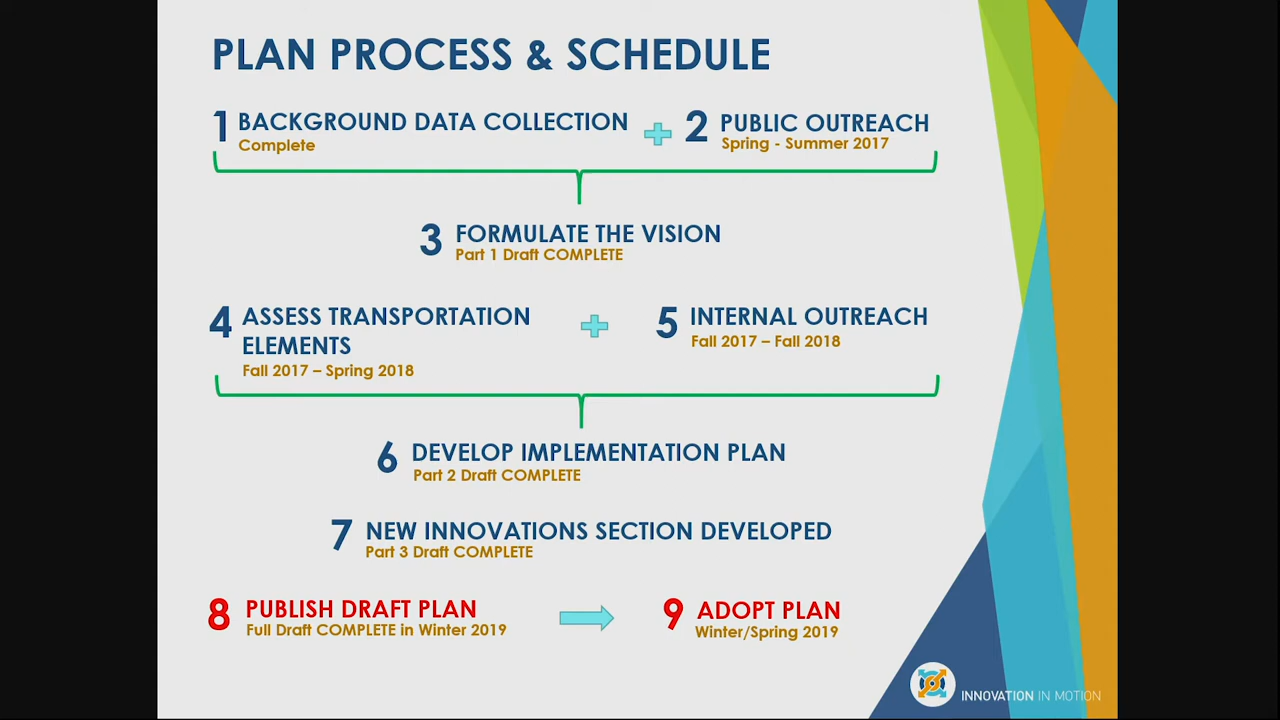 PLAN PROCESS & SCHEDULE
1 BACKGROUND DATA COLLECTION
Complete
2 PUBLIC OUTREACH
Spring - Summer 2017
3 FORMULATE THE VISION
Part 1 Draft COMPLETE
4 ASSESS TRANSPORTATION
ELEMENTS
Fall 2017 – Spring 2018
5 INTERNAL OUTREACH
Fall 2017 – Fall 2018
6 DEVELOP IMPLEMENTATION PLAN
Part 2 Draft COMPLETE
7 NEW INNOVATIONS SECTION DEVELOPED
Part 3 Draft COMPLETE
8 PUBLISH DRAFT PLAN
Full Draft COMPLETE in Winter 2019
9 ADOPT PLAN
Winter/Spring 2019
INNOVATION IN MOTION